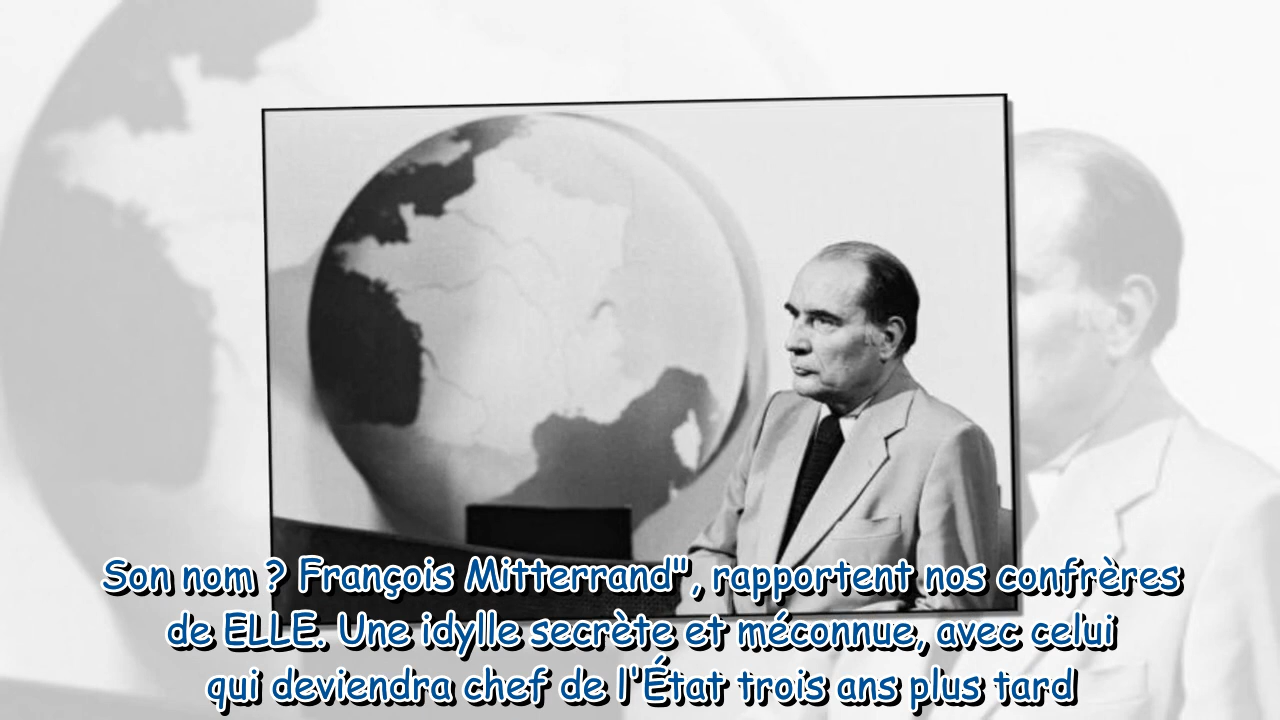 Son nom ? François Mitterrand", rapportent nos confrères
de ELLE. Une idylle secrète et méconnue, avec celui
qui deviendra chef de l'État trois ans plus tard